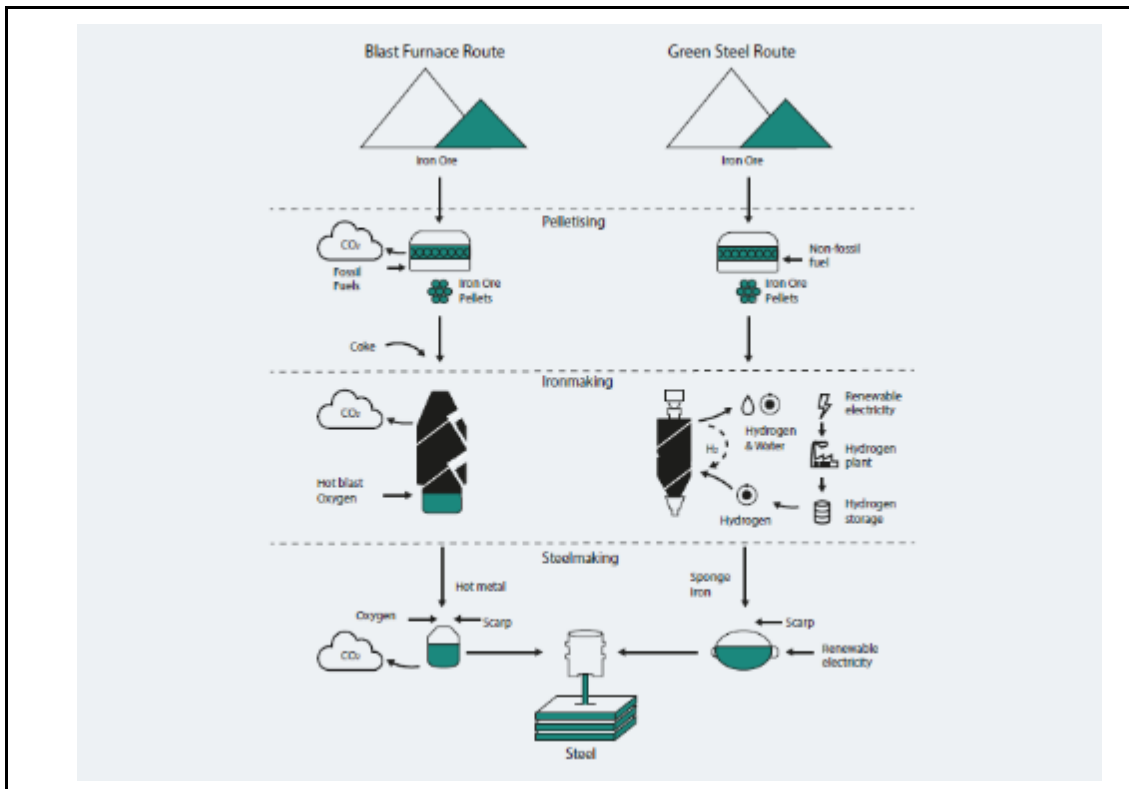 Blast Furnace Route
Green Steel Route
Iron Ore
Iron Ore
Pelletising
CO₂
Fossil
Fuels
Iron Ore
Pellets
Non-fossil
fuel
Iron Ore
Pellets
Coke
Ironmaking
CO₂
Hot blast
Oxygen
H₂
Hydrogen
& Water
Renewable
electricity
Hydrogen
plant
Hydrogen
Hydrogen
storage
Steelmaking
Hot metal
Sponge
Iron
Oxygen
Scarp
CO₂
Scarp
Renewable
electricity
Steel